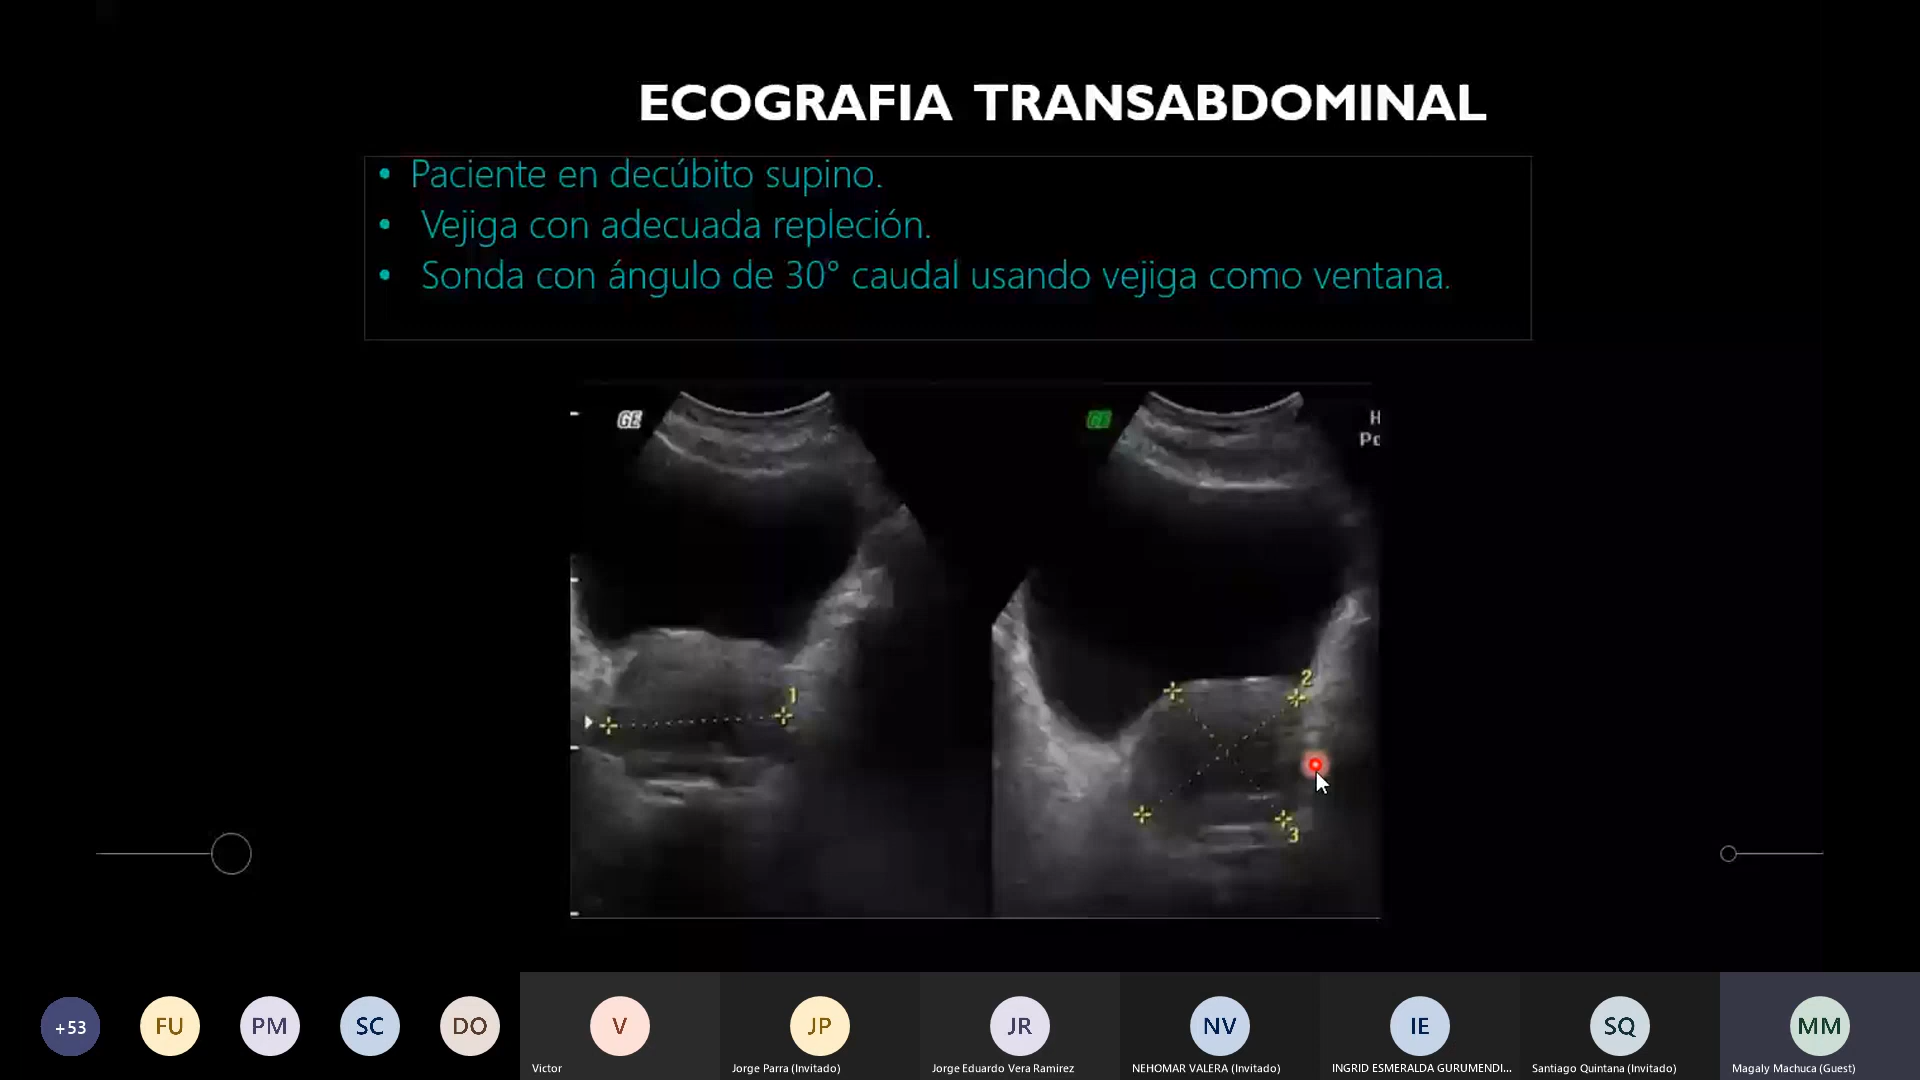 ECOGRAFIA TRANSABDOMINAL
• Paciente en decúbito supino.
• Vejiga con adecuada repleción.
• Sonda con ángulo de 30° caudal usando vejiga como ventana.
GE
GE
H
Pc
1
2
3
+53
FU
PM
SC
DO
V
JP
JR
NV
IE
SQ
MM
Victor
Jorge Parra (Invitado)
Jorge Eduardo Vera Ramirez
NEHOMAR VALERA (Invitado)
INGRID ESMERALDA GURUMENDI...
Santiago Quintana (Invitado)
Magaly Machuca (Guest)